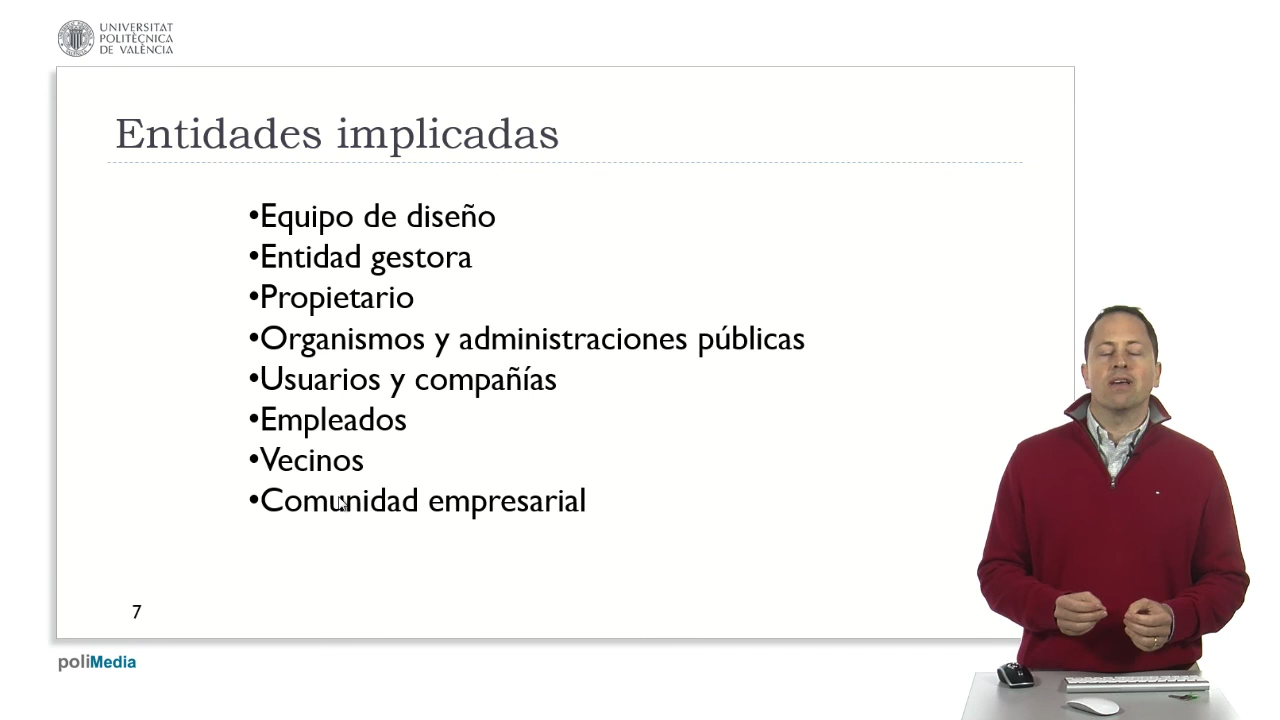 UNIVERSITAT
POLITÈCNICA
DE VALÈNCIA
Entidades implicadas
•Equipo de diseño
•Entidad gestora
•Propietario
•Organismos y administraciones públicas
•Usuarios y compañías
•Empleados
•Vecinos
•Comunidad empresarial
7
poliMedia